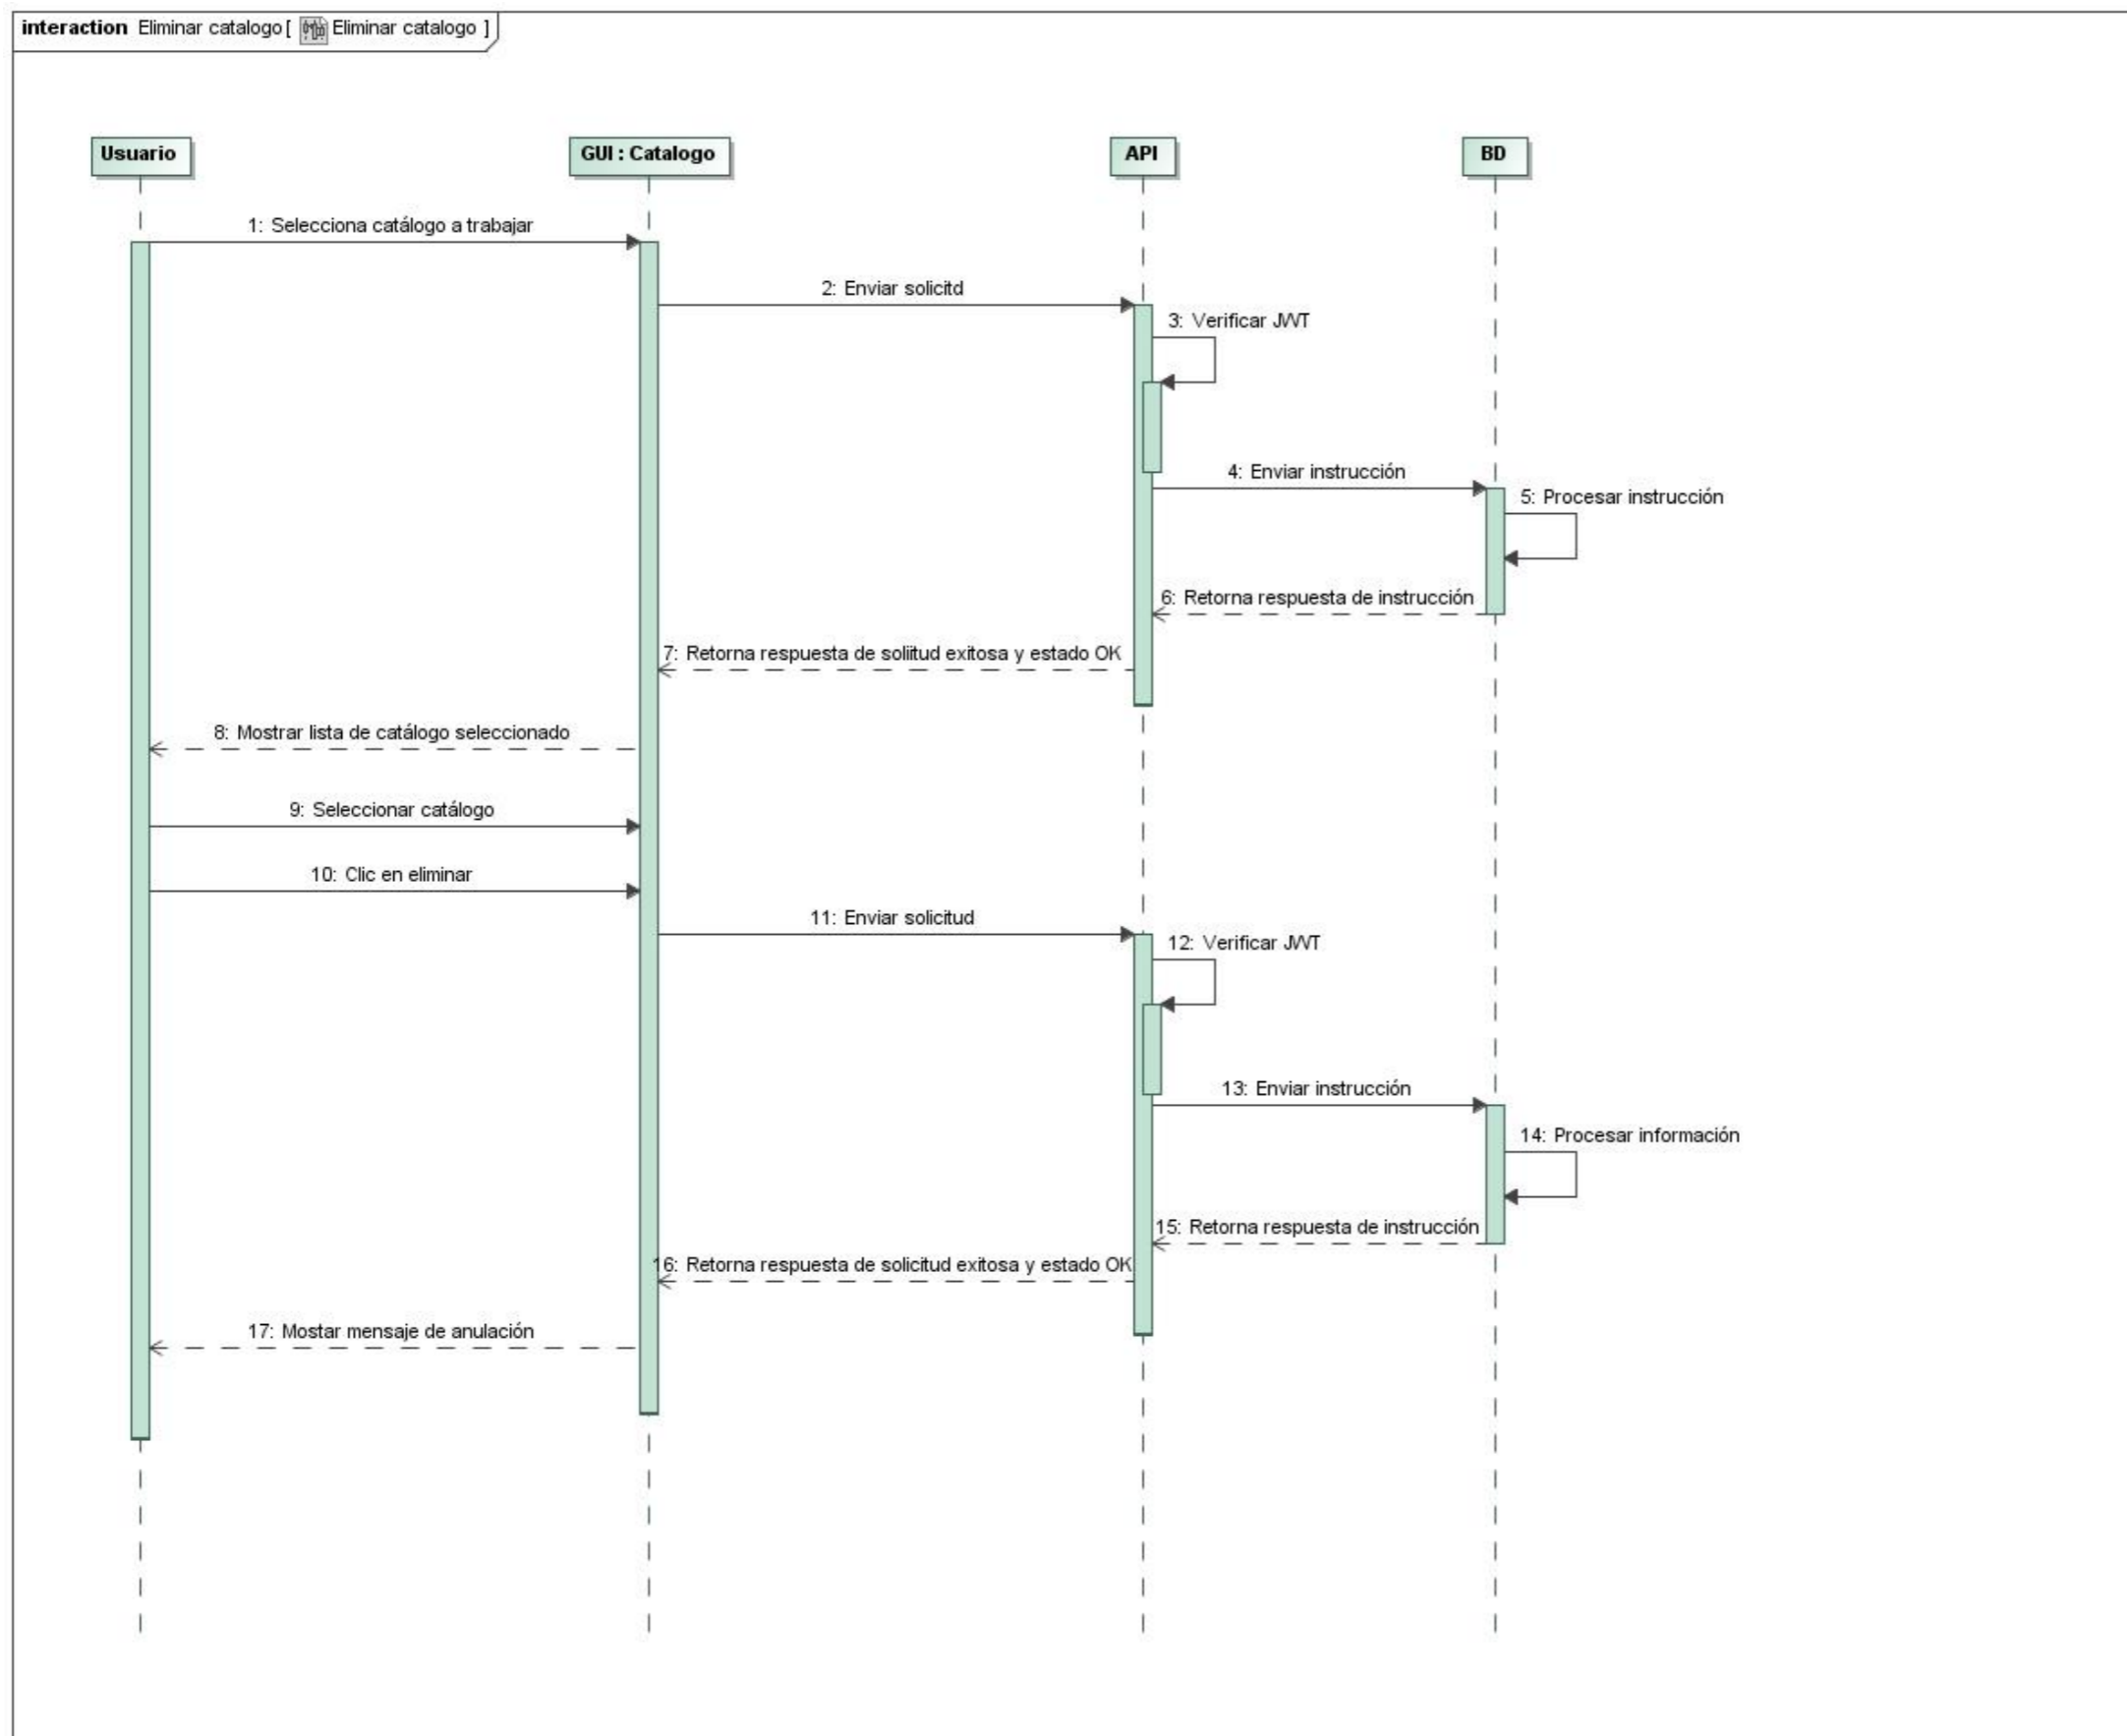 interaction Eliminar catalogo [ Eliminar catalogo ]
Usuario
GUI : Catalogo
API
BD
1: Selecciona catálogo a trabajar
2: Enviar solicitd
3: Verificar JWT
4: Enviar instrucción
5: Procesar instrucción
6: Retorna respuesta de instrucción
7: Retorna respuesta de soliitud exitosa y estado OK
8: Mostrar lista de catálogo seleccionado
9: Seleccionar catálogo
10: Clic en eliminar
11: Enviar solicitud
12: Verificar JWT
13: Enviar instrucción
14: Procesar información
15: Retorna respuesta de instrucción
16: Retorna respuesta de solicitud exitosa y estado OK
17: Mostar mensaje de anulación